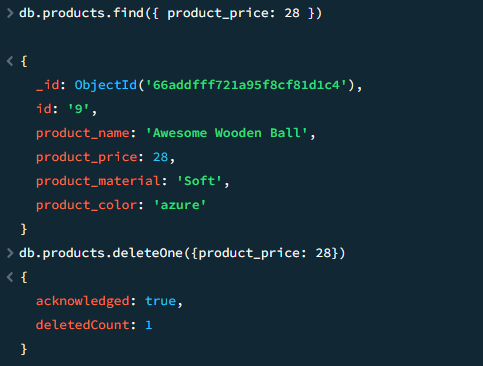 > db.products.find({ product_price: 28 })
< {
_id: ObjectId('66addfff721a95f8cf81d1c4'),
id: '9',
product_name: 'Awesome Wooden Ball',
product_price: 28,
product_material: 'Soft',
product_color: 'azure'
}
> db.products.deleteOne({product_price: 28})
< {
acknowledged: true,
deletedCount: 1
}